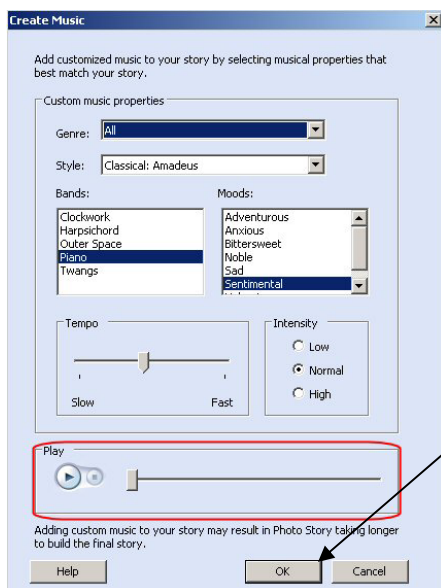 Create Music
Add customized music to your story by selecting musical properties that
best match your story.
Custom music properties
Genre: All
Style: Classical: Amadeus
Bands: Moods:
Clockwork
Harpsichord
Outer Space
Piano
Twangs
Adventurous
Anxious
Bittersweet
Noble
Sad
Sentimental
Tempo
Slow Fast
Intensity
Low
Normal
High
Play
Adding custom music to your story may result in Photo Story taking longer
to build the final story.
Help OK Cancel